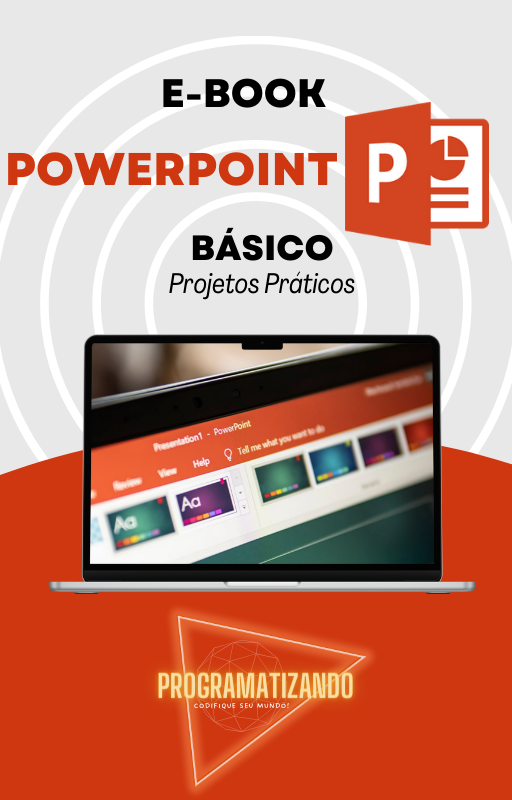 E-BOOK
POWERPOINT
P
BÁSICO
Projetos Práticos
Presentation1 - PowerPoint
Review View Help Tell me what you want to do
Aa Aa
PROGRAMATIZANDO
CODIFIQUE SEU MUNDO!